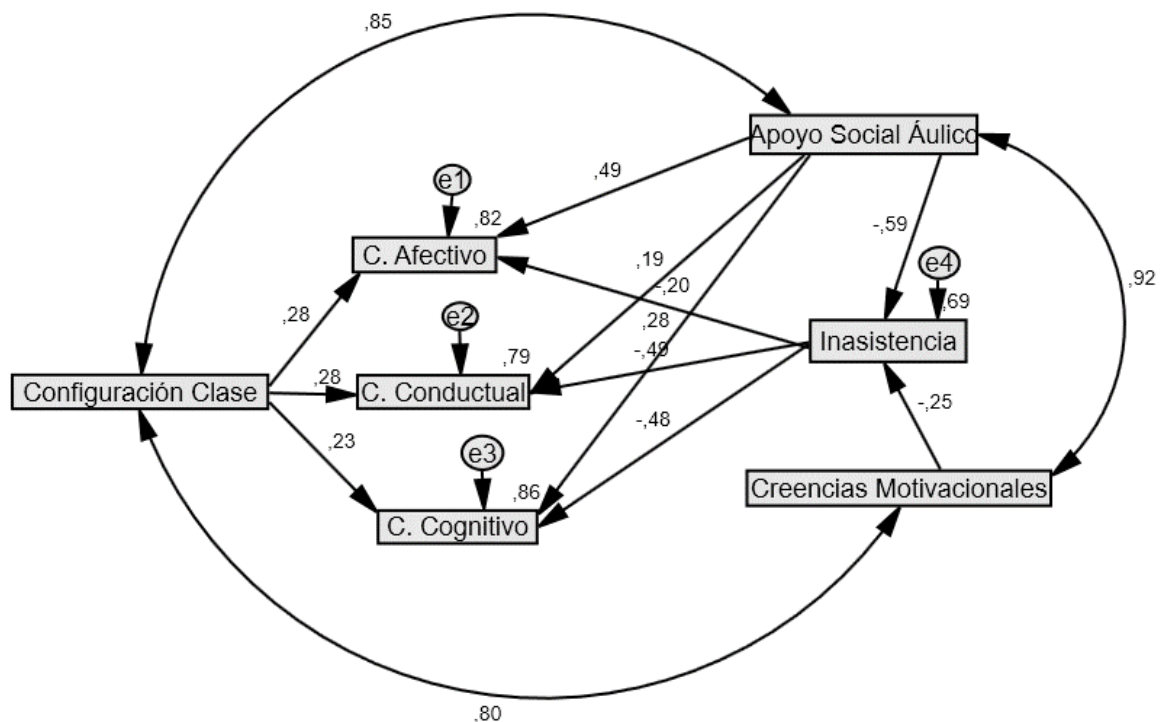 ,85
Apoyo Social Áulico
,49
e1
,82
-,59
C. Afectivo
,19
e4
-,20
,92
,69
,28
e2
,28
Inasistencia
,79
-,49
,28
Configuración Clase
C. Conductual
-,25
-,48
,23
e3
,86
Creencias Motivacionales
C. Cognitivo
,80